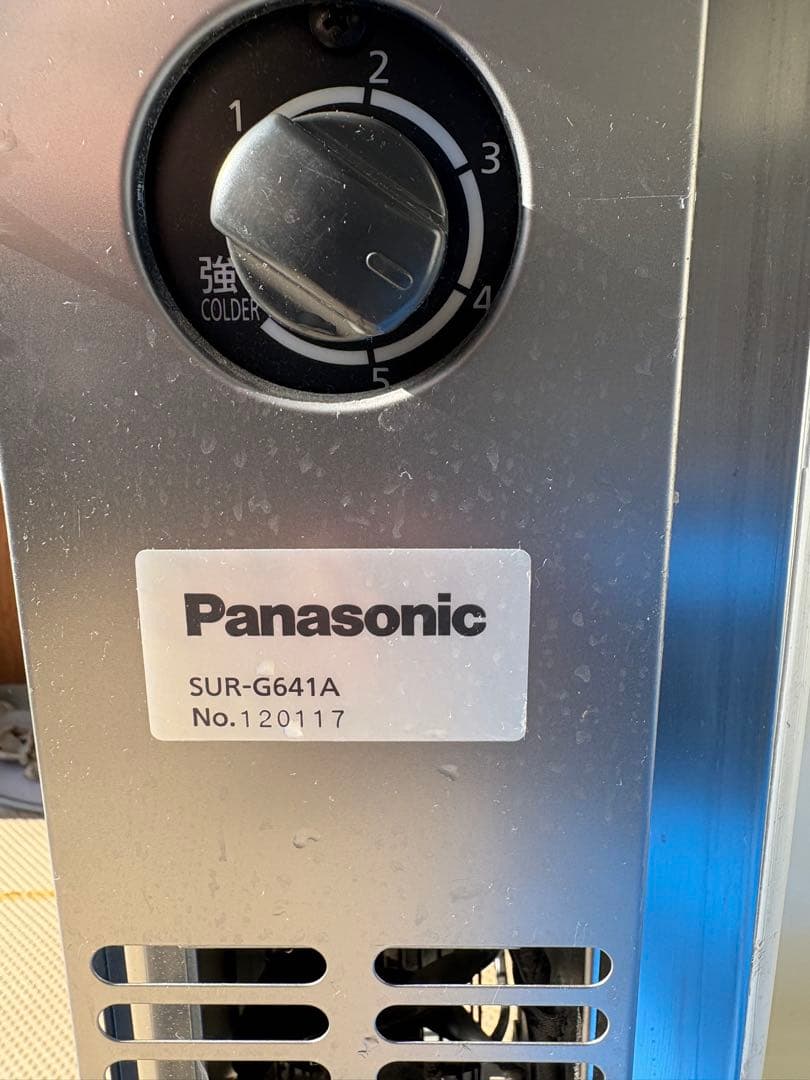 1
2
3
4
5
強
COLDER
Panasonic
SUR-G641A
No.120117